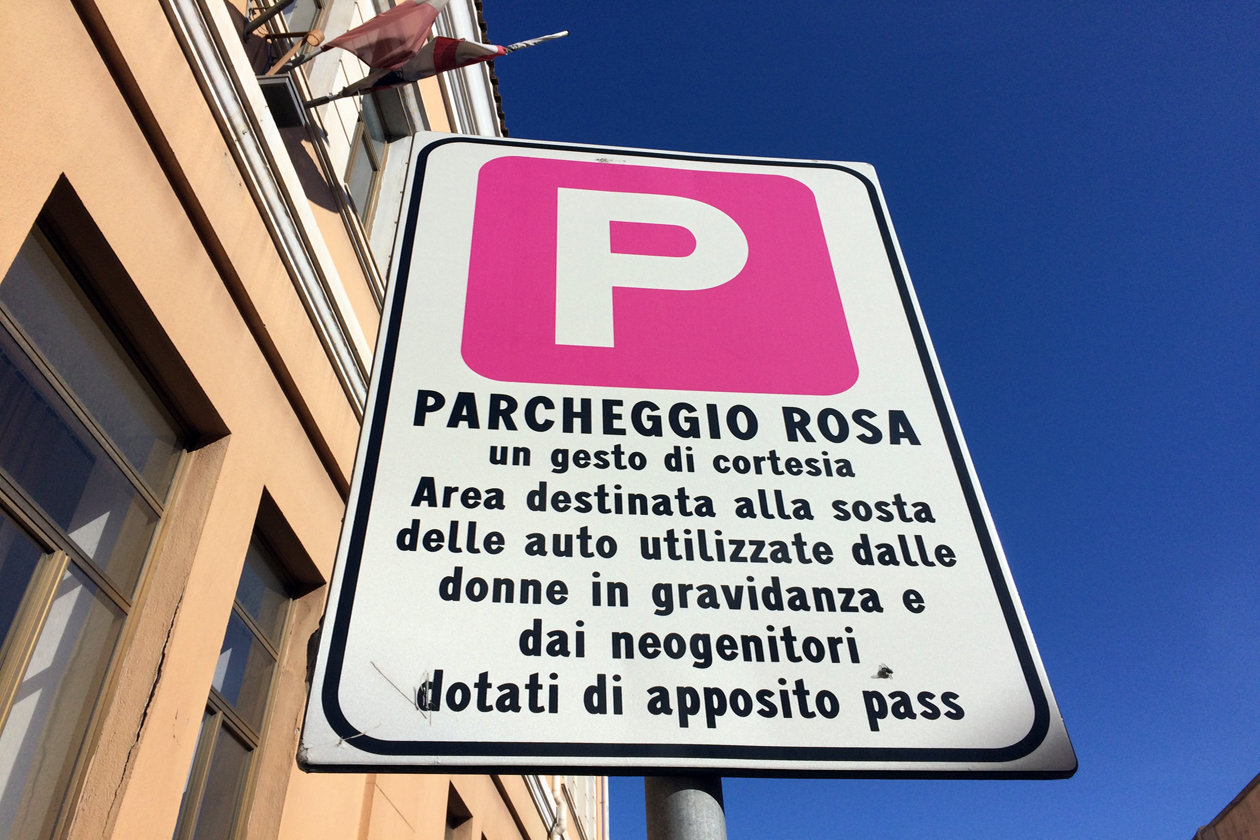 P
PARCHEGGIO ROSA
un gesto di cortesia
Area destinata alla sosta
delle auto utilizzate dalle
donne in gravidanza e
dai neogenitori
dotati di apposito pass